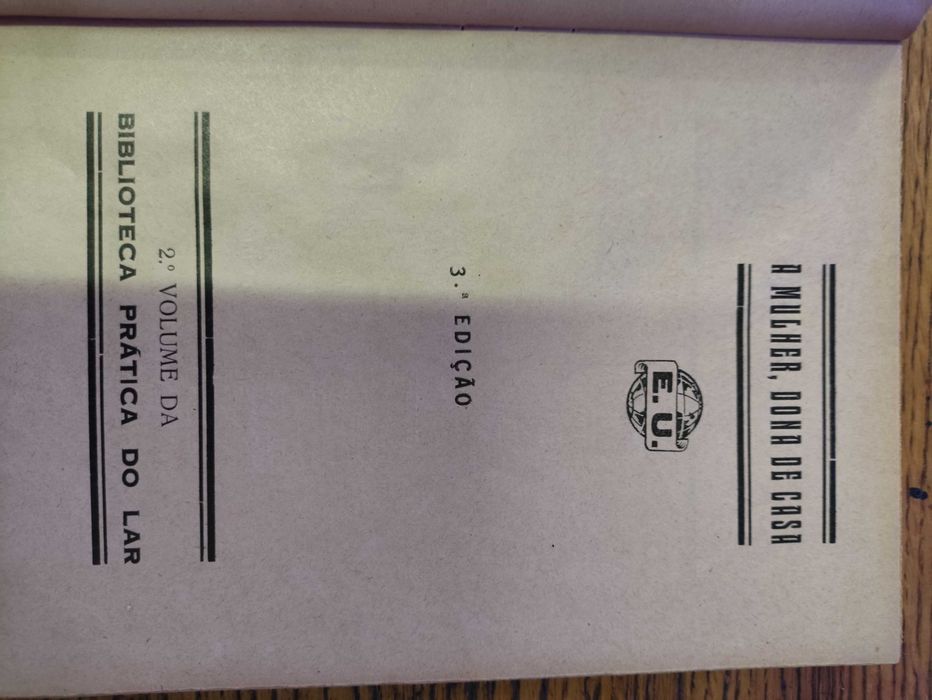 A MULHER, DONA DE CASA
E. U.
3.ª EDIÇÃO
2.º VOLUME DA
BIBLIOTECA PRÁTICA DO LAR